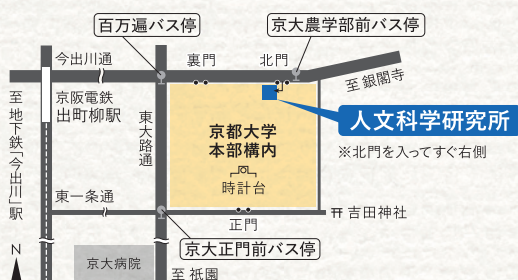 百万遍バス停
京大農学部前バス停
今出川通
裏門
北門
至 銀閣寺
至 地下鉄「今出川」駅
京阪電鉄
出町柳駅
東大路通
京都大学
本部構内
時計台
人文科学研究所
※北門を入ってすぐ右側
東一条通
正門
吉田神社
京大正門前バス停
N
京大病院
至 祇園